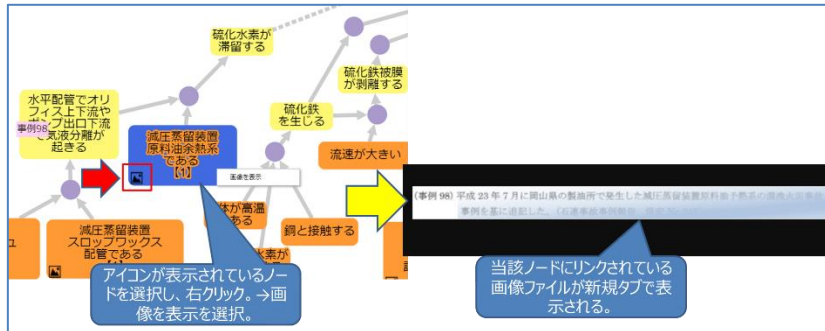 硫化水素が
滞留する
硫化鉄被膜
が剥離する
水平配管でオリ
フィス上下流や
ポンプ出口下流
で気液分離が
起きる
事例98
硫化鉄
を生じる
減圧蒸留装置
原料油余熱系
である
【1】
画像を表示
流速が大きい
体が高温
ある
銅と接触する
減圧蒸留装置
スロップワックス
配管である
水素が
アイコンが表示されているノー
ドを選択し、右クリック。→画
像を表示を選択。
(事例 98) 平成 23 年 7 月に岡山県の製油所で発生した減圧蒸留装置原料油予熱系の
事例を基に追記した。
当該ノードにリンクされている
画像ファイルが新規タブで表
示される。